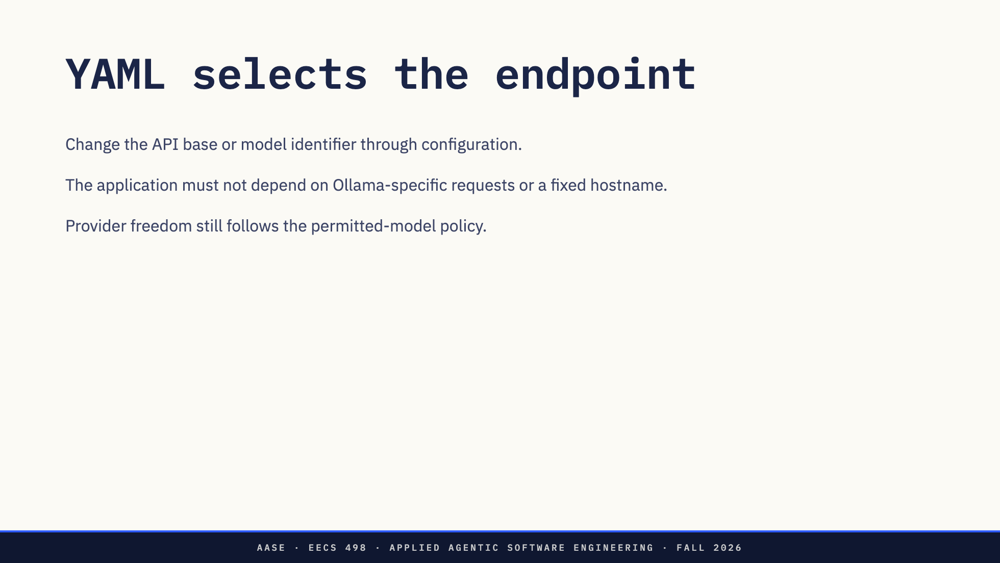 YAML selects the endpoint
Change the API base or model identifier through configuration.
The application must not depend on Ollama-specific requests or a fixed hostname.
Provider freedom still follows the permitted-model policy.
AASE · EECS 498 · APPLIED AGENTIC SOFTWARE ENGINEERING · FALL 2026